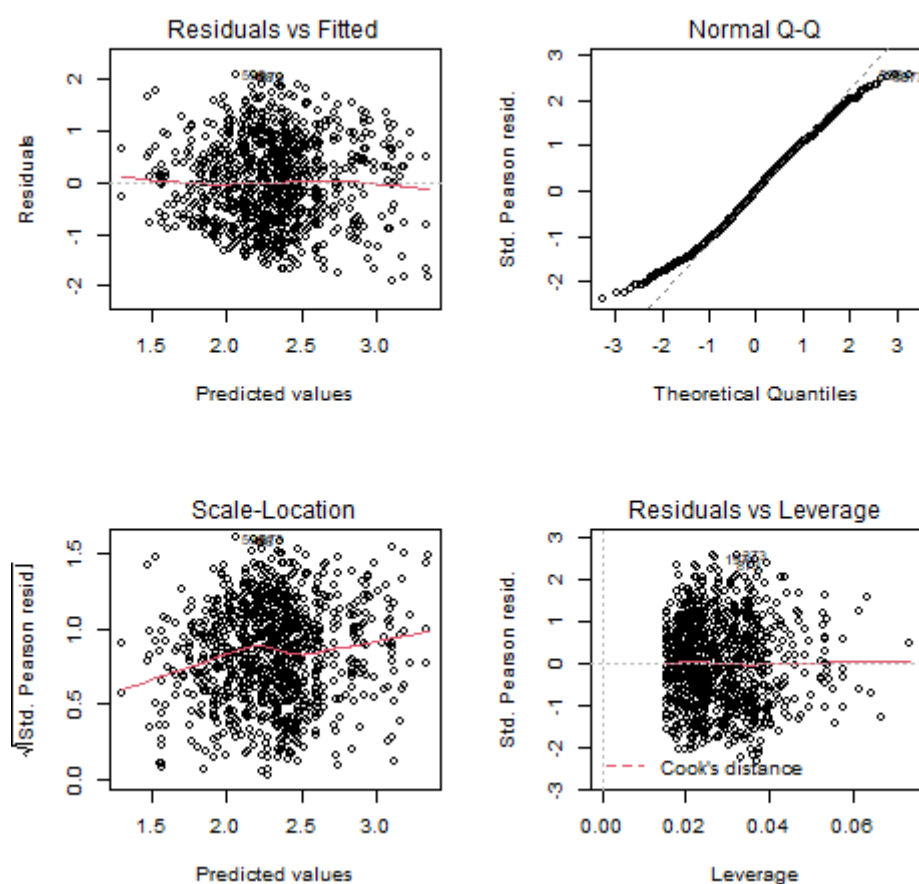 Residuals vs Fitted
Residuals
2
1
0
-1
-2
1.5 2.0 2.5 3.0
Predicted values
Normal Q-Q
Std. Pearson resid.
3
2
1
0
-1
-2
-3 -2 -1 0 1 2 3
Theoretical Quantiles
Scale-Location
√|Std. Pearson resid|
1.5
1.0
0.5
0.0
1.5 2.0 2.5 3.0
Predicted values
Residuals vs Leverage
Std. Pearson resid.
3
2
1
0
-1
-2
-3
Cook's distance
0.00 0.02 0.04 0.06
Leverage